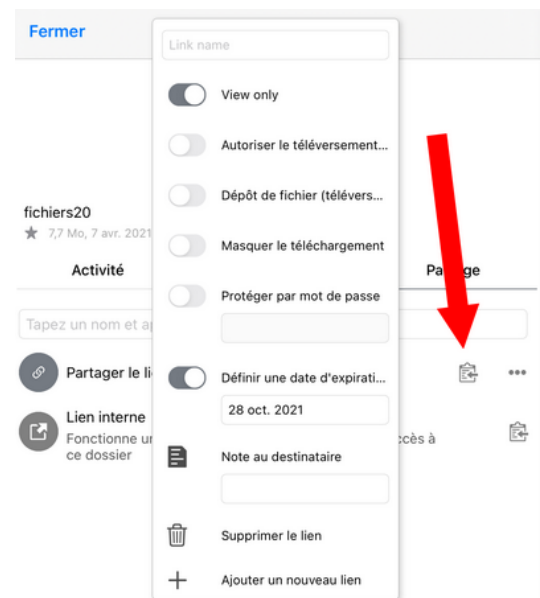 Fermer
Link name
View only
Autoriser le téléversement...
Dépôt de fichier (télévers...
fichiers20
7,7 Mo, 7 avr. 2021
Masquer le téléchargement
Activité
Protéger par mot de passe
Tapez un nom et
Partager le
Définir une date d'expirati...
28 oct. 2021
Lien interne
Fonctionne
ccès à
ce dossier
Note au destinataire
Supprimer le lien
Ajouter un nouveau lien